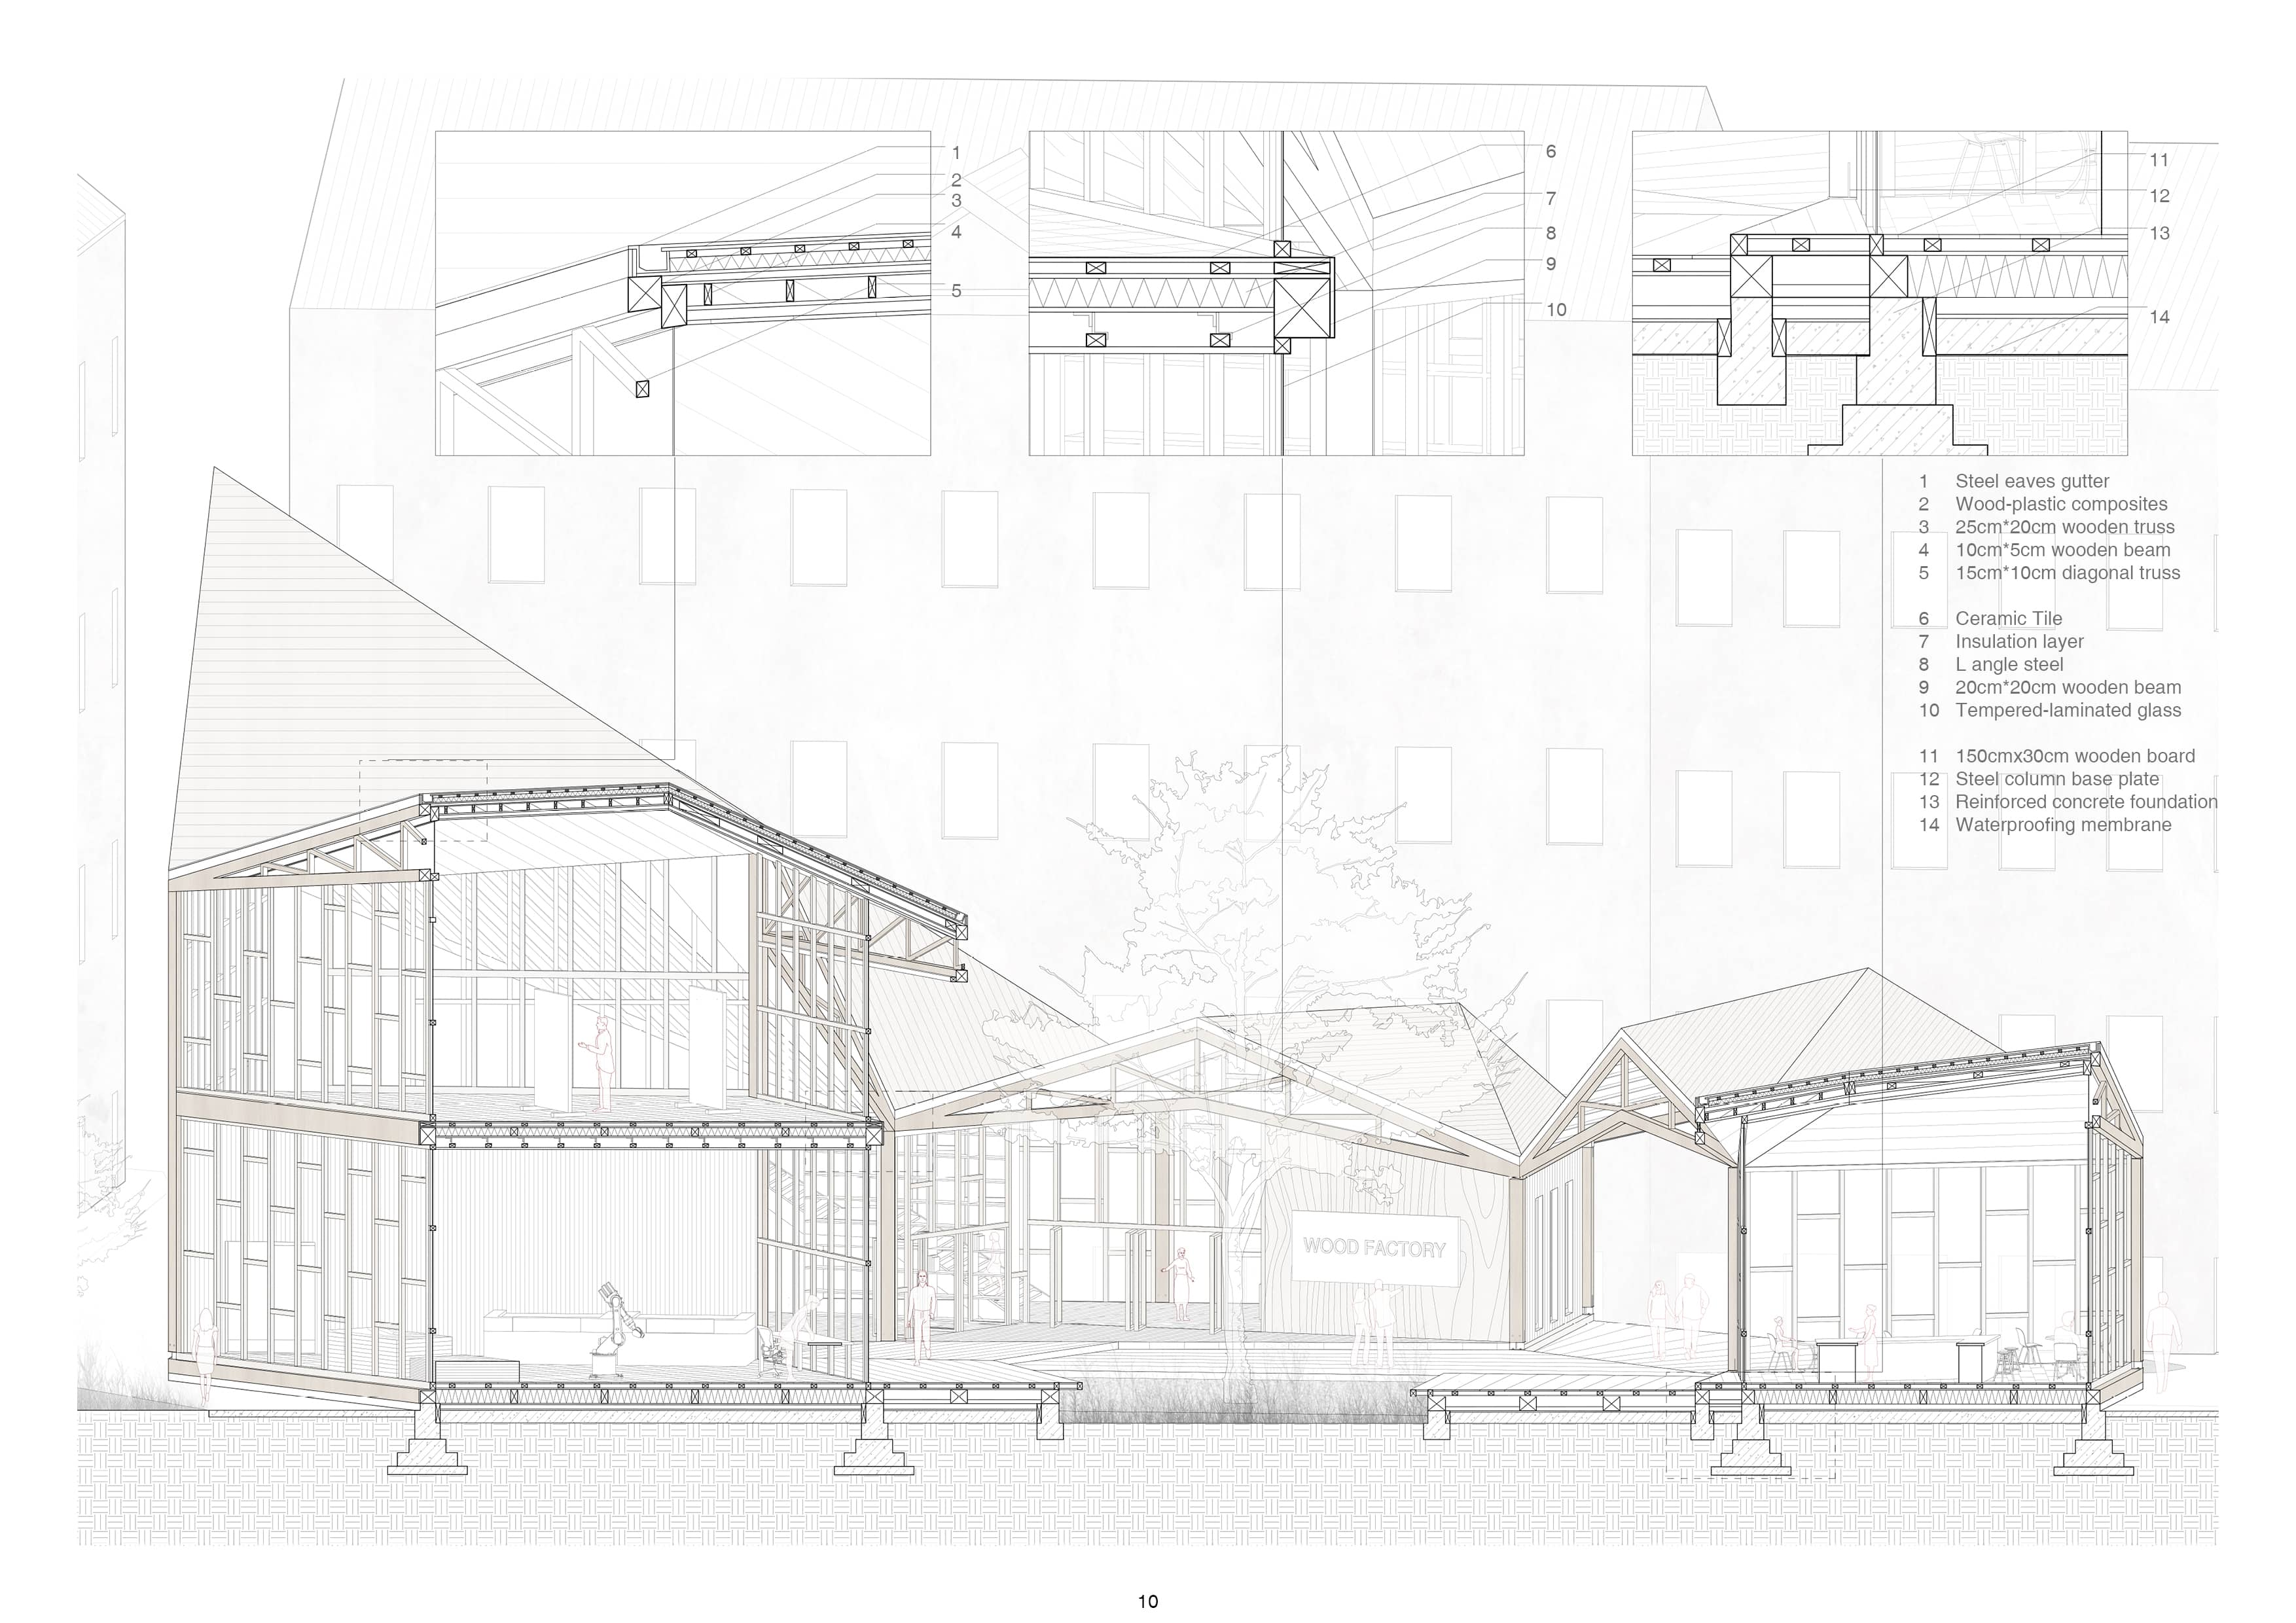 1
2
3
4
5
6
7
8
9
10
11
12
13
14
1 Steel eaves gutter
2 Wood-plastic composites
3 25cm*20cm wooden truss
4 10cm*5cm wooden beam
5 15cm*10cm diagonal truss
6 Ceramic Tile
7 Insulation layer
8 L angle steel
9 20cm*20cm wooden beam
10 Tempered-laminated glass
11 150cmx30cm wooden board
12 Steel column base plate
13 Reinforced concrete foundation
14 Waterproofing membrane
WOOD FACTORY
10